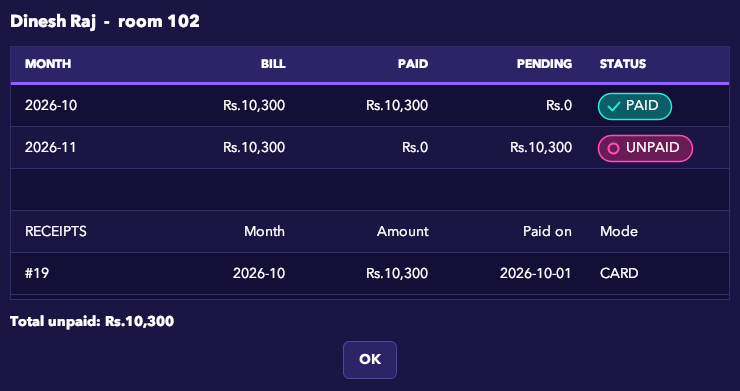 Dinesh Raj - room 102
MONTH BILL PAID PENDING STATUS
2026-10 Rs.10,300 Rs.10,300 Rs.0 PAID
2026-11 Rs.10,300 Rs.0 Rs.10,300 UNPAID
RECEIPTS Month Amount Paid on Mode
#19 2026-10 Rs.10,300 2026-10-01 CARD
Total unpaid: Rs.10,300
OK